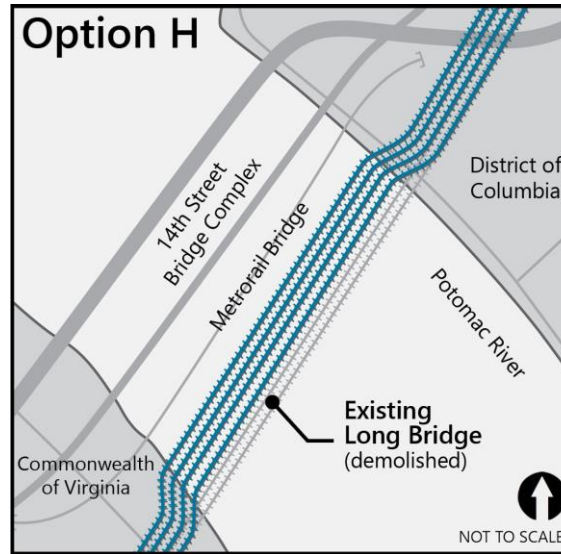 Option H
14th Street
Bridge Complex
Metrorail Bridge
District of
Columbia
Potomac River
Existing
Long Bridge
(demolished)
Commonwealth
of Virginia
NOT TO SCALE